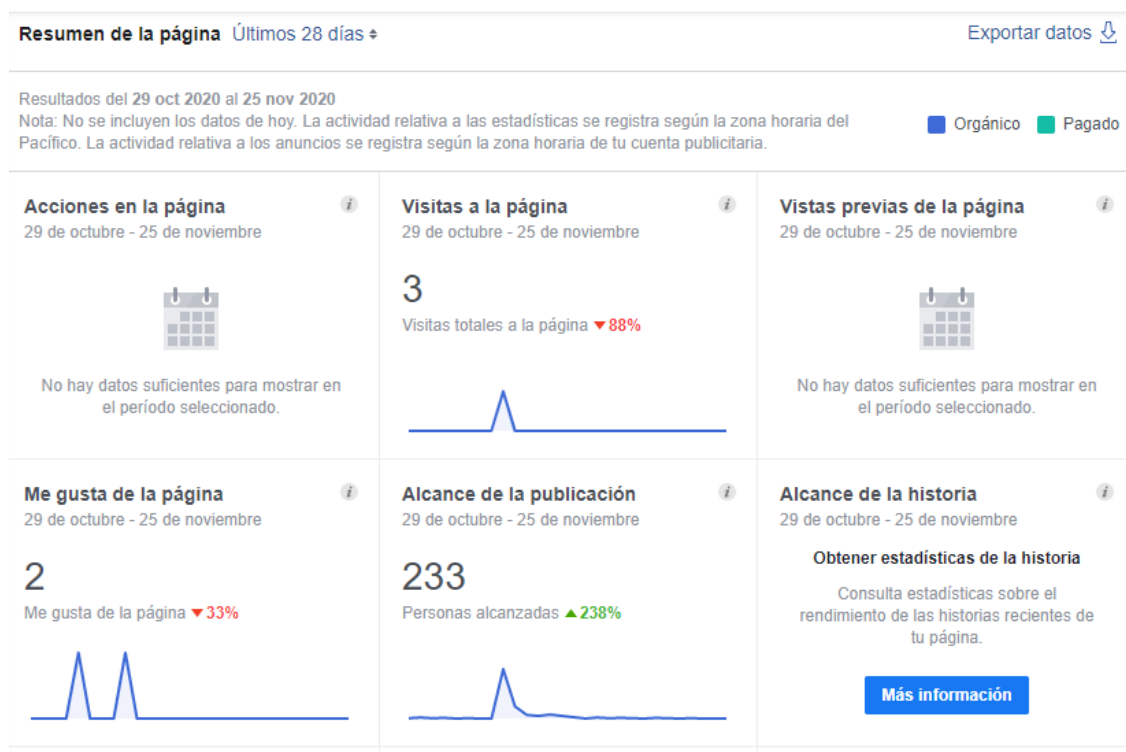 Resumen de la página Últimos 28 días
Exportar datos
Resultados del 29 oct 2020 al 25 nov 2020
Nota: No se incluyen los datos de hoy. La actividad relativa a las estadísticas se registra según la zona horaria del
Pacífico. La actividad relativa a los anuncios se registra según la zona horaria de tu cuenta publicitaria.
Orgánico Pagado
Acciones en la página
29 de octubre - 25 de noviembre
No hay datos suficientes para mostrar en
el período seleccionado.
Visitas a la página
29 de octubre - 25 de noviembre
3
Visitas totales a la página ▼88%
Vistas previas de la página
29 de octubre - 25 de noviembre
No hay datos suficientes para mostrar en
el período seleccionado.
Me gusta de la página
29 de octubre - 25 de noviembre
2
Me gusta de la página ▼33%
Alcance de la publicación
29 de octubre - 25 de noviembre
233
Personas alcanzadas ▲238%
Alcance de la historia
29 de octubre - 25 de noviembre
Obtener estadísticas de la historia
Consulta estadísticas sobre el
rendimiento de las historias recientes de
tu página.
Más información